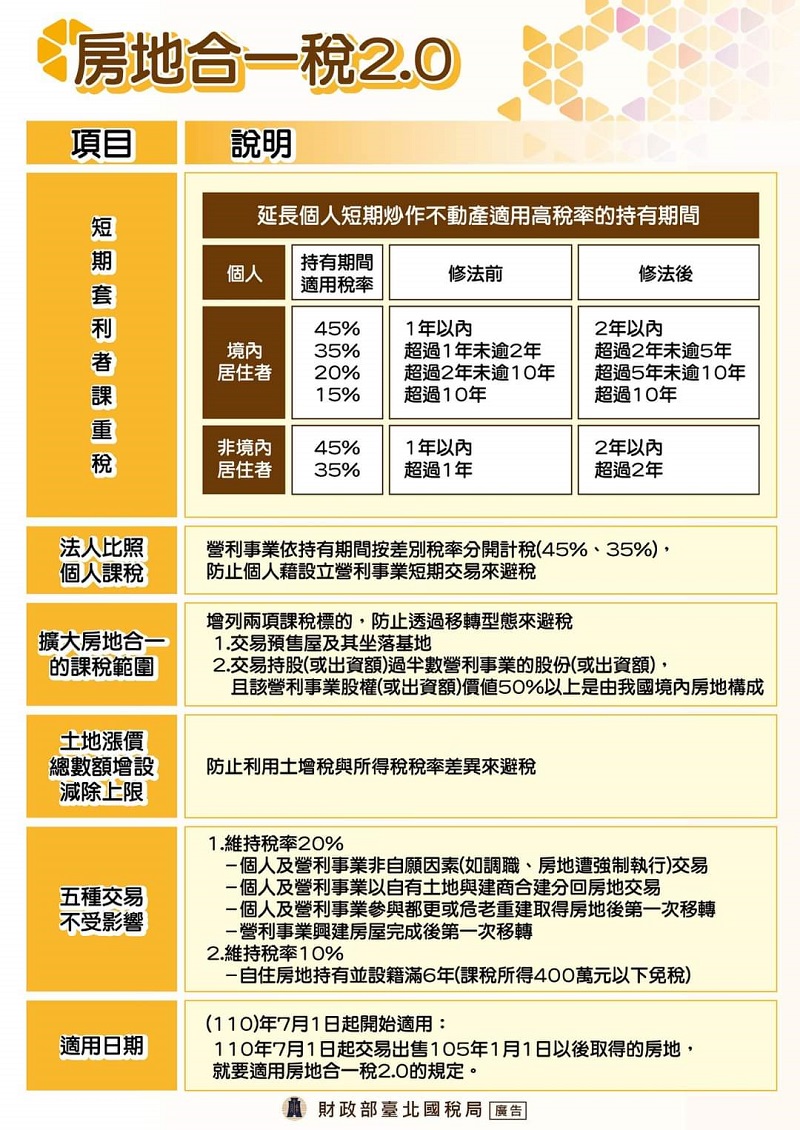 房地合一稅2.0
項目
說明
短期套利者課重稅
延長個人短期炒作不動產適用高稅率的持有期間
個人
持有期間
適用稅率
修法前
修法後
境內
居住者
45%
35%
20%
15%
1年以內
超過1年未逾2年
超過2年未逾10年
超過10年
2年以內
超過2年未逾5年
超過5年未逾10年
超過10年
非境內
居住者
45%
35%
1年以內
超過1年
2年以內
超過2年
法人比照
個人課稅
營利事業依持有期間按差別稅率分開計稅(45%、35%)，
防止個人藉設立營利事業短期交易來避稅
擴大房地合一
的課稅範圍
增列兩項課稅標的，防止透過移轉型態來避稅
1.交易預售屋及其坐落基地
2.交易持股(或出資額)過半數營利事業的股份(或出資額)，
且該營利事業股權(或出資額)價值50%以上是由我國境內房地構成
土地漲價
總數額增設
減除上限
防止利用土增稅與所得稅稅率差異來避稅
五種交易
不受影響
1.維持稅率20%
－個人及營利事業非自願因素(如調職、房地遭強制執行)交易
－個人及營利事業以自有土地與建商合建分回房地交易
－個人及營利事業參與都更或危老重建取得房地後第一次移轉
－營利事業興建房屋完成後第一次移轉
2.維持稅率10%
－自住房地持有並設籍滿6年(課稅所得400萬元以下免稅)
適用日期
(110)年7月1日起開始適用：
110年7月1日起交易出售105年1月1日以後取得的房地，
就要適用房地合一稅2.0的規定。
財政部臺北國稅局 廣告